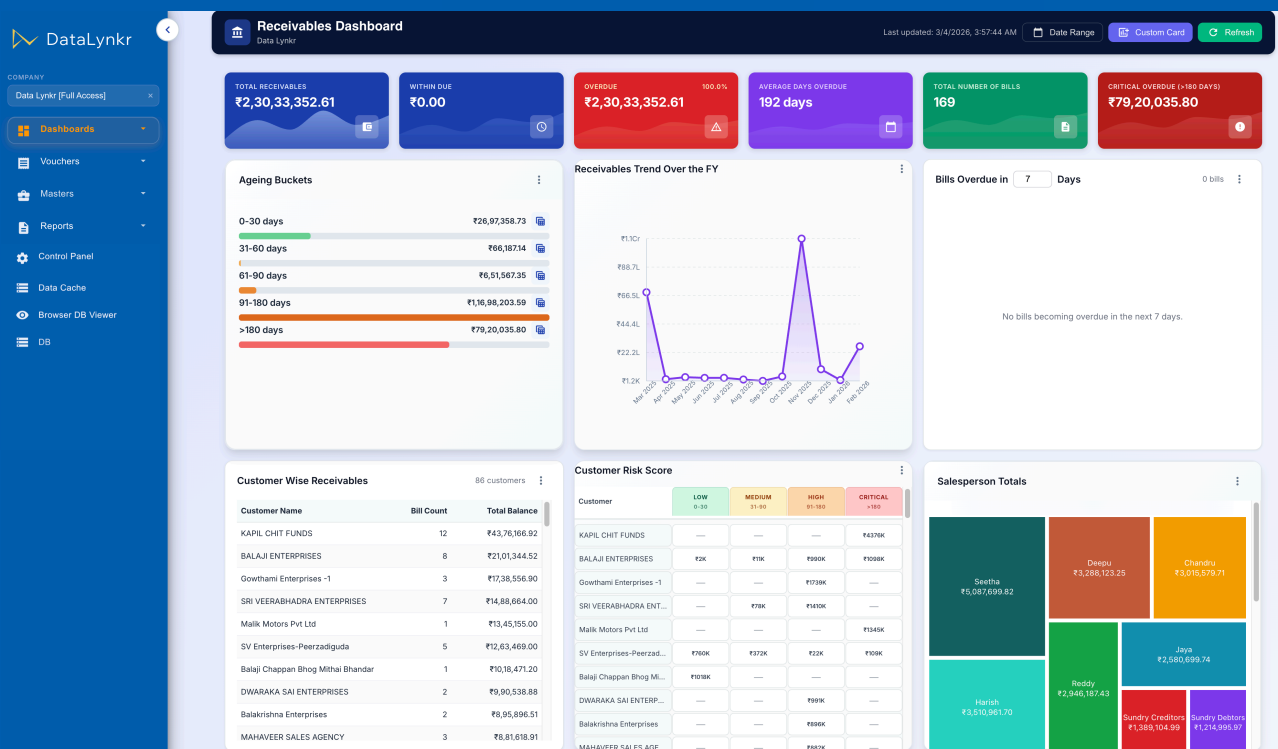 DataLynkr
COMPANY
Data Lynkr [Full Access] ×
Dashboards
Vouchers
Masters
Reports
Control Panel
Data Cache
Browser DB Viewer
DB
Receivables Dashboard
Data Lynkr
Last updated: 3/4/2026, 3:57:44 AM
Date Range
Custom Card
Refresh
TOTAL RECEIVABLES
₹2,30,33,352.61
WITHIN DUE
₹0.00
OVERDUE 100.0%
₹2,30,33,352.61
AVERAGE DAYS OVERDUE
192 days
TOTAL NUMBER OF BILLS
169
CRITICAL OVERDUE (>180 DAYS)
₹79,20,035.80
Ageing Buckets
0-30 days ₹26,97,358.73
31-60 days ₹66,187.14
61-90 days ₹6,51,567.35
91-180 days ₹1,16,98,203.59
>180 days ₹79,20,035.80
Receivables Trend Over the FY
₹1.1Cr
₹88.7L
₹66.5L
₹44.4L
₹22.2L
₹1.2K
Mar 2025 Apr 2025 May 2025 Jun 2025 Jul 2025 Aug 2025 Sep 2025 Oct 2025 Nov 2025 Dec 2025 Jan 2026 Feb 2026
Bills Overdue in 7 Days 0 bills
No bills becoming overdue in the next 7 days.
Customer Wise Receivables 86 customers
Customer Name Bill Count Total Balance
KAPIL CHIT FUNDS 12 ₹43,76,166.92
BALAJI ENTERPRISES 8 ₹21,01,344.52
Gowthami Enterprises -1 3 ₹17,38,556.90
SRI VEERABHADRA ENTERPRISES 7 ₹14,88,664.00
Malik Motors Pvt Ltd 1 ₹13,45,155.00
SV Enterprises-Peerzadiguda 5 ₹12,63,469.00
Balaji Chappan Bhog Mithai Bhandar 1 ₹10,18,471.20
DWARAKA SAI ENTERPRISES 2 ₹9,90,538.88
Balakrishna Enterprises 2 ₹8,95,896.51
MAHAVEER SALES AGENCY 3 ₹8,81,918.91
Customer Risk Score
Customer
LOW
0-30
MEDIUM
31-90
HIGH
91-180
CRITICAL
>180
KAPIL CHIT FUNDS — — — ₹4376K
BALAJI ENTERPRISES ₹2K ₹11K ₹990K ₹1098K
Gowthami Enterprises -1 — — ₹1739K —
SRI VEERABHADRA ENT... — ₹78K ₹1410K —
Malik Motors Pvt Ltd — — — ₹1345K
SV Enterprises-Peerzad... ₹760K ₹372K ₹22K ₹109K
Balaji Chappan Bhog Mi... ₹1018K — — —
DWARAKA SAI ENTERP... — — ₹991K —
Balakrishna Enterprises — — ₹896K —
MAHAVEER SALES AGE... — — ₹882K —
Salesperson Totals
Seetha
₹5,087,699.82
Deepu
₹3,288,123.25
Chandru
₹3,015,579.71
Harish
₹3,510,961.70
Reddy
₹2,946,187.43
Jaya
₹2,580,699.74
Sundry Creditors
₹1,389,104.99
Sundry Debtors
₹1,214,995.97